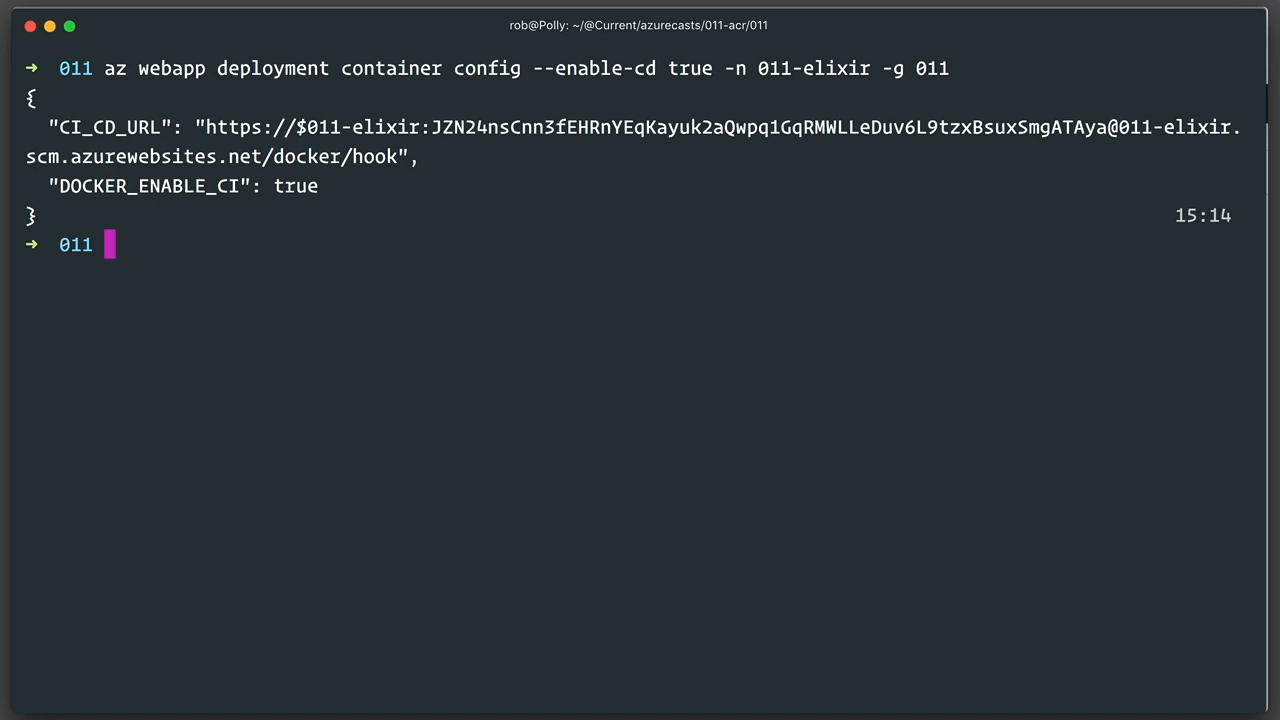 rob@Polly: ~/@Current/azurecasts/011-acr/011
➜ 011 az webapp deployment container config --enable-cd true -n 011-elixir -g 011
{
"CI_CD_URL": "https://$011-elixir:JZN24nsCnn3fEHRnYEqKayuk2aQwpq1GqRMWLLeDuv6L9tzxBsuxSmgATAya@011-elixir.
scm.azurewebsites.net/docker/hook",
"DOCKER_ENABLE_CI": true
}
15:14
➜ 011